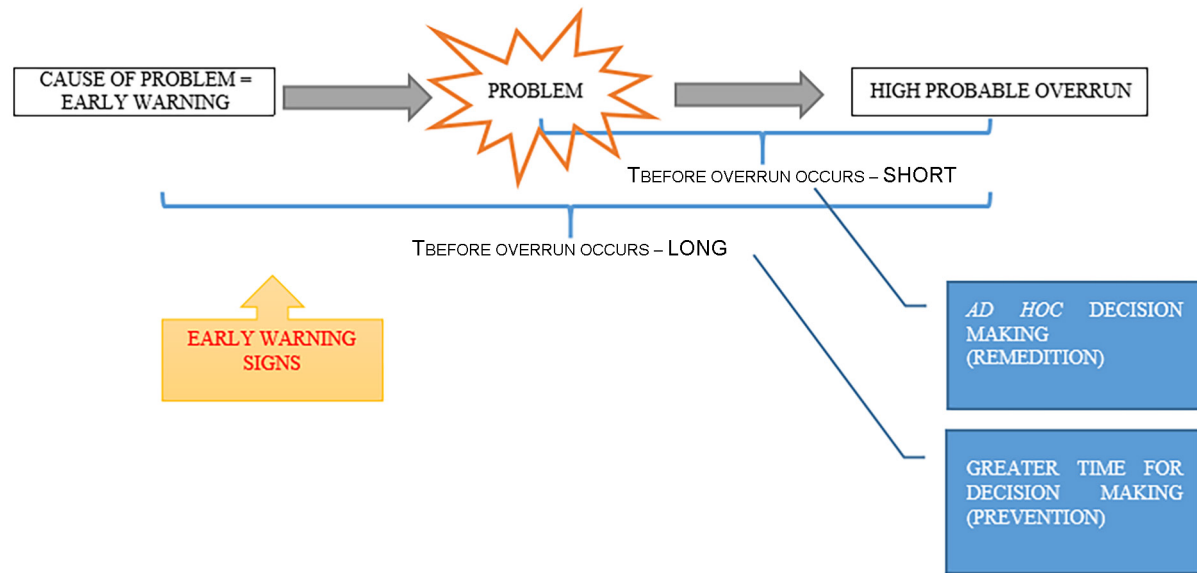 CAUSE OF PROBLEM =
EARLY WARNING
PROBLEM
HIGH PROBABLE OVERRUN
TBEFORE OVERRUN OCCURS – SHORT
TBEFORE OVERRUN OCCURS – LONG
EARLY WARNING
SIGNS
AD HOC DECISION
MAKING
(REMEDITION)
GREATER TIME FOR
DECISION MAKING
(PREVENTION)